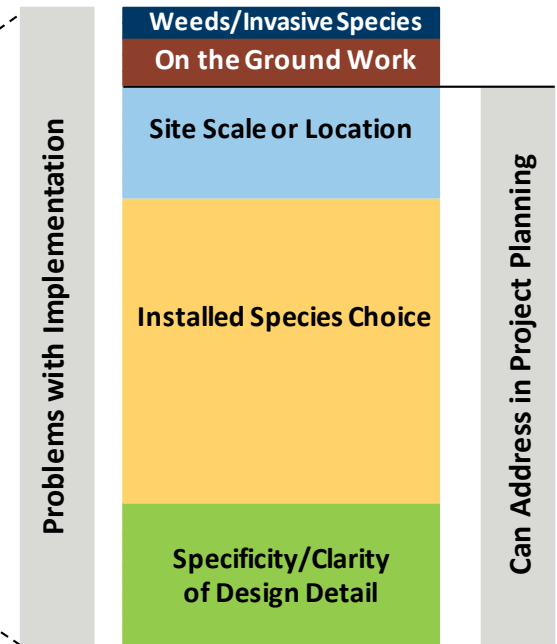 Problems with Implementation
Weeds/Invasive Species
On the Ground Work
Site Scale or Location
Installed Species Choice
Specificity/Clarity
of Design Detail
Can Address in Project Planning